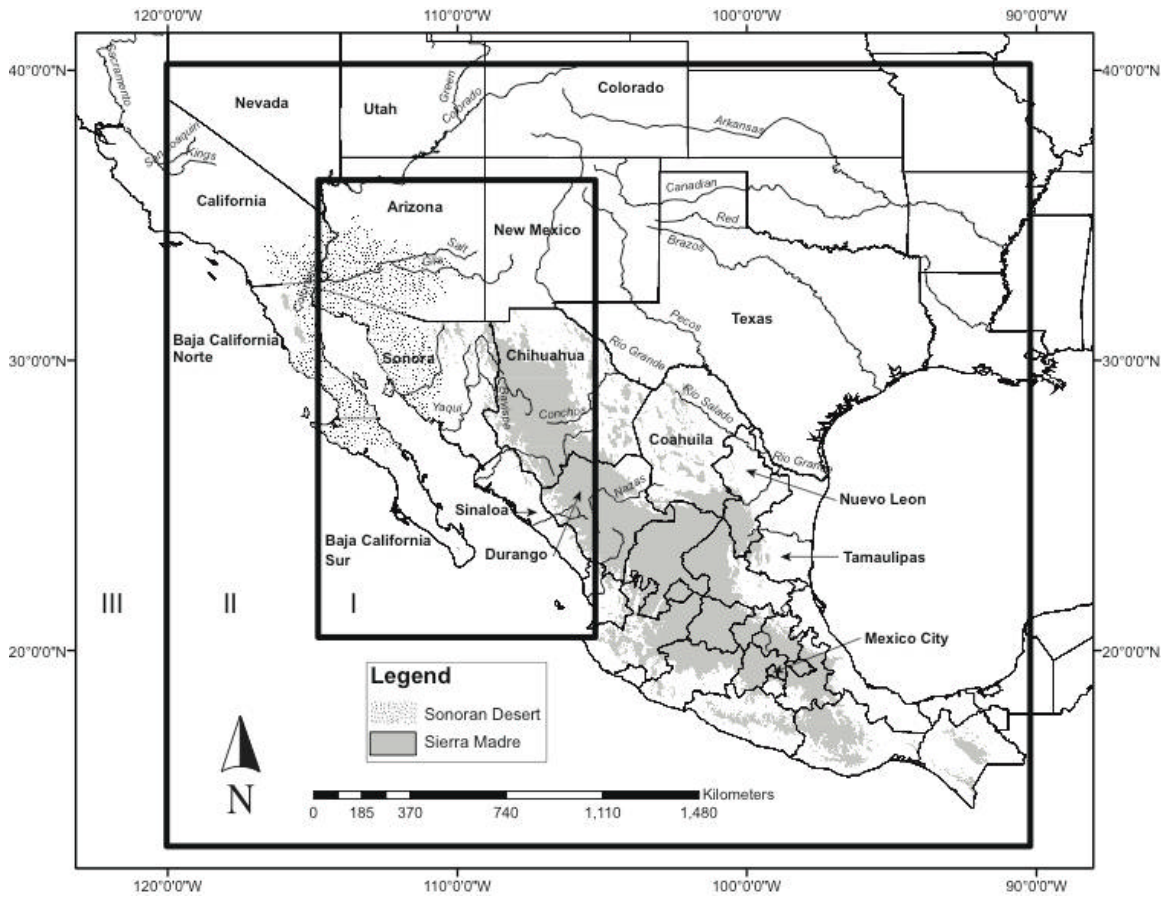 120°0'0"W
110°0'0"W
100°0'0"W
90°0'0"W
40°0'0"N
40°0'0"N
Sacramento
Nevada
Utah
Green
Colorado
Colorado
Arkansas
San Joaquin
Kings
California
Arizona
New Mexico
Canadian
Red
Brazos
Salt
Gila
Pecos
Texas
30°0'0"N
30°0'0"N
Baja California
Norte
Sonora
Chihuahua
Rio Grande
Rio Salado
Yaqui
Bavispe
Conchos
Coahuila
Rio Grande
Nazas
Nuevo Leon
Sinaloa
Durango
Baja California
Sur
Tamaulipas
III
II
I
Mexico City
20°0'0"N
20°0'0"N
Legend
Sonoran Desert
Sierra Madre
N
Kilometers
0
185
370
740
1,110
1,480
120°0'0"W
110°0'0"W
100°0'0"W
90°0'0"W